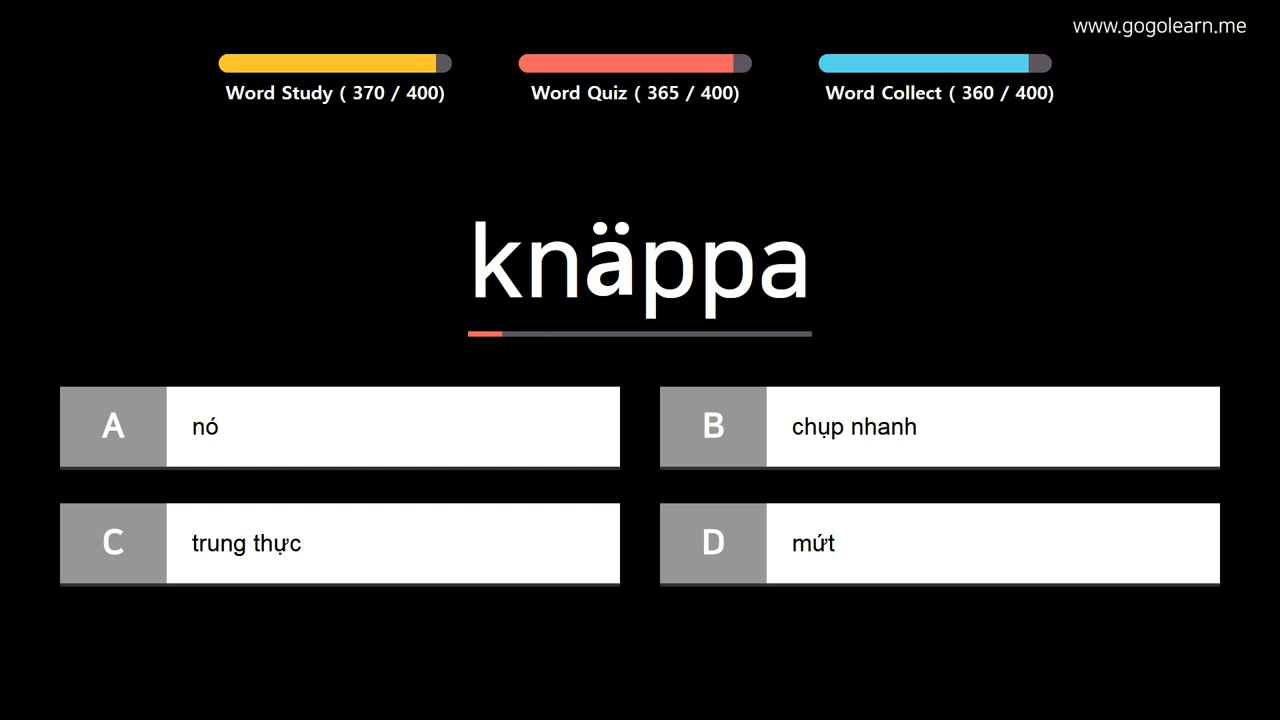 www.gogolearn.me
Word Study ( 370 / 400)
Word Quiz ( 365 / 400)
Word Collect ( 360 / 400)
knäppa
A nó
B chụp nhanh
C trung thực
D mứt